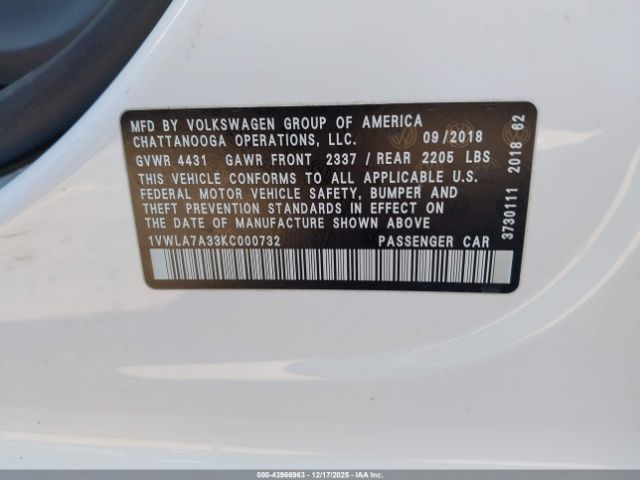 MFD BY VOLKSWAGEN GROUP OF AMERICA
CHATTANOOGA OPERATIONS, LLC. 09/2018
GVWR 4431 GAWR FRONT 2337 / REAR 2205 LBS
THIS VEHICLE CONFORMS TO ALL APPLICABLE U.S.
FEDERAL MOTOR VEHICLE SAFETY, BUMPER AND
THEFT PREVENTION STANDARDS IN EFFECT ON
THE DATE OF MANUFACTURE SHOWN ABOVE
1VWLA7A33KC000732 PASSENGER CAR
3730111 2018 62
000-43966963 - 12/17/2025 - IAAI.COM